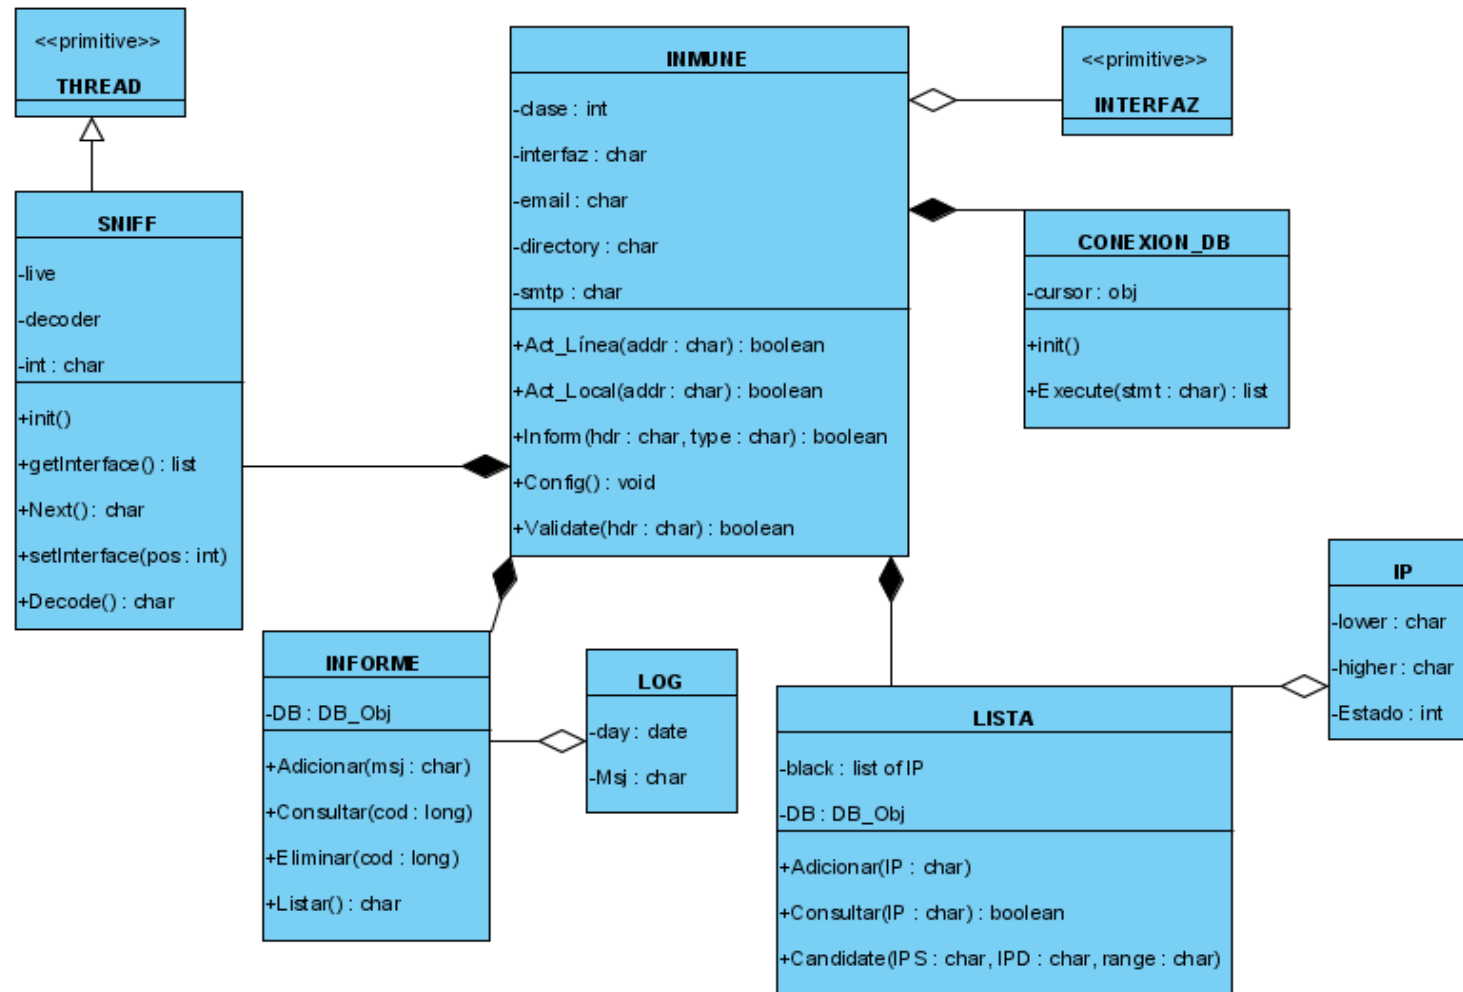 <<primitive>>
THREAD
SNIFF
-live
-decoder
-int : char
+init()
+getInterface() : list
+Next() : char
+setInterface(pos : int)
+Decode() : char
INMUNE
-clase : int
-interfaz : char
-email : char
-directory : char
-smtp : char
+Act_Línea(addr : char) : boolean
+Act_Local(addr : char) : boolean
+Inform(hdr : char, type : char) : boolean
+Config() : void
+Validate(hdr : char) : boolean
<<primitive>>
INTERFAZ
CONEXION_DB
-cursor : obj
+init()
+Execute(stmt : char) : list
INFORME
-DB : DB_Obj
+Adicionar(msj : char)
+Consultar(cod : long)
+Eliminar(cod : long)
+Listar() : char
LOG
-day : date
-Msj : char
LISTA
-black : list of IP
-DB : DB_Obj
+Adicionar(IP : char)
+Consultar(IP : char) : boolean
+Candidate(IPS : char, IPD : char, range : char)
IP
-lower : char
-higher : char
-Estado : int